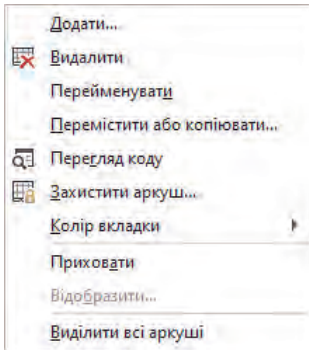 Додати...
Видалити
Перейменувати
Перемістити або копіювати...
Перегляд коду
Захистити аркуш...
Колір вкладки
Приховати
Відобразити...
Виділити всі аркуші